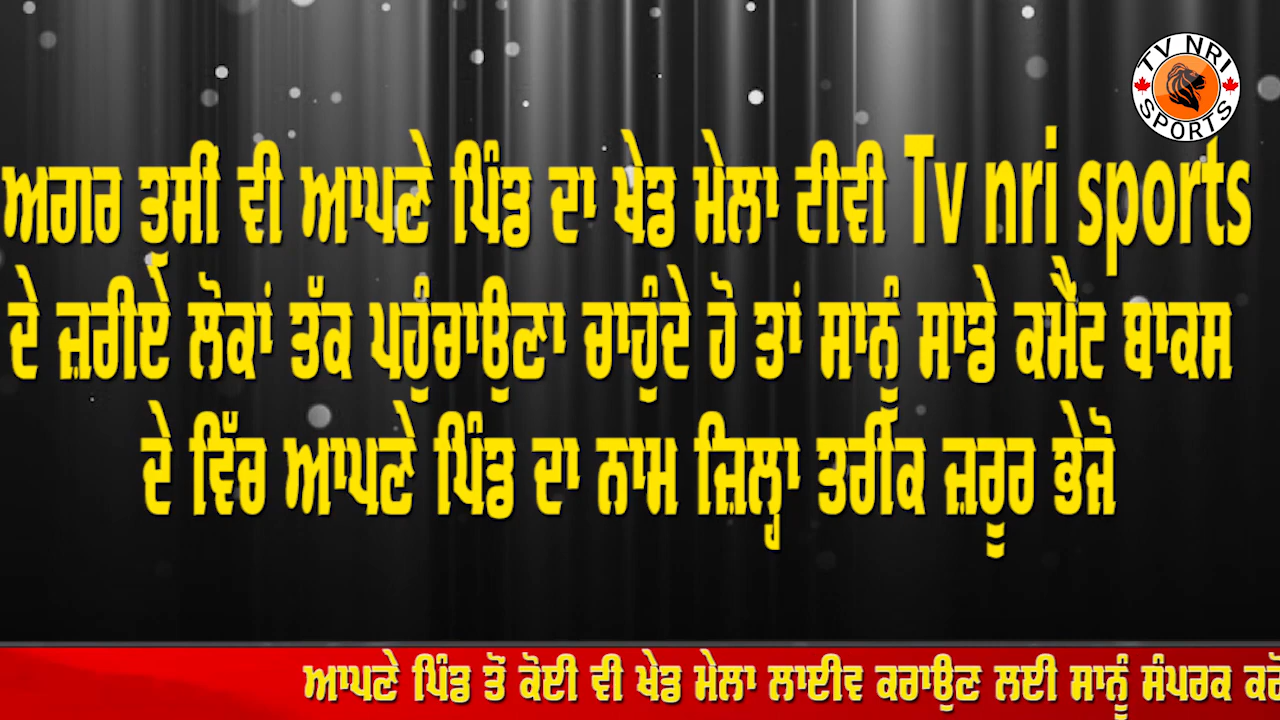 TV NRI
SPORTS
ਅਗਰ ਤੁਸੀਂ ਵੀ ਆਪਣੇ ਪਿੰਡ ਦਾ ਖੇਡ ਮੇਲਾ ਟੀਵੀ Tv nri sports
ਦੇ ਜ਼ਰੀਏ ਲੋਕਾਂ ਤੱਕ ਪਹੁੰਚਾਉਣਾ ਚਾਹੁੰਦੇ ਹੋ ਤਾਂ ਸਾਨੂੰ ਸਾਡੇ ਕਮੈਂਟ ਬਾਕਸ
ਦੇ ਵਿੱਚ ਆਪਣੇ ਪਿੰਡ ਦਾ ਨਾਮ ਜ਼ਿਲ੍ਹਾ ਤਰੀਕ ਜ਼ਰੂਰ ਭੇਜੋ
ਆਪਣੇ ਪਿੰਡ ਤੋਂ ਕੋਈ ਵੀ ਖੇਡ ਮੇਲਾ ਲਾਈਵ ਕਰਾਉਣ ਲਈ ਸਾਨੂੰ ਸੰਪਰਕ